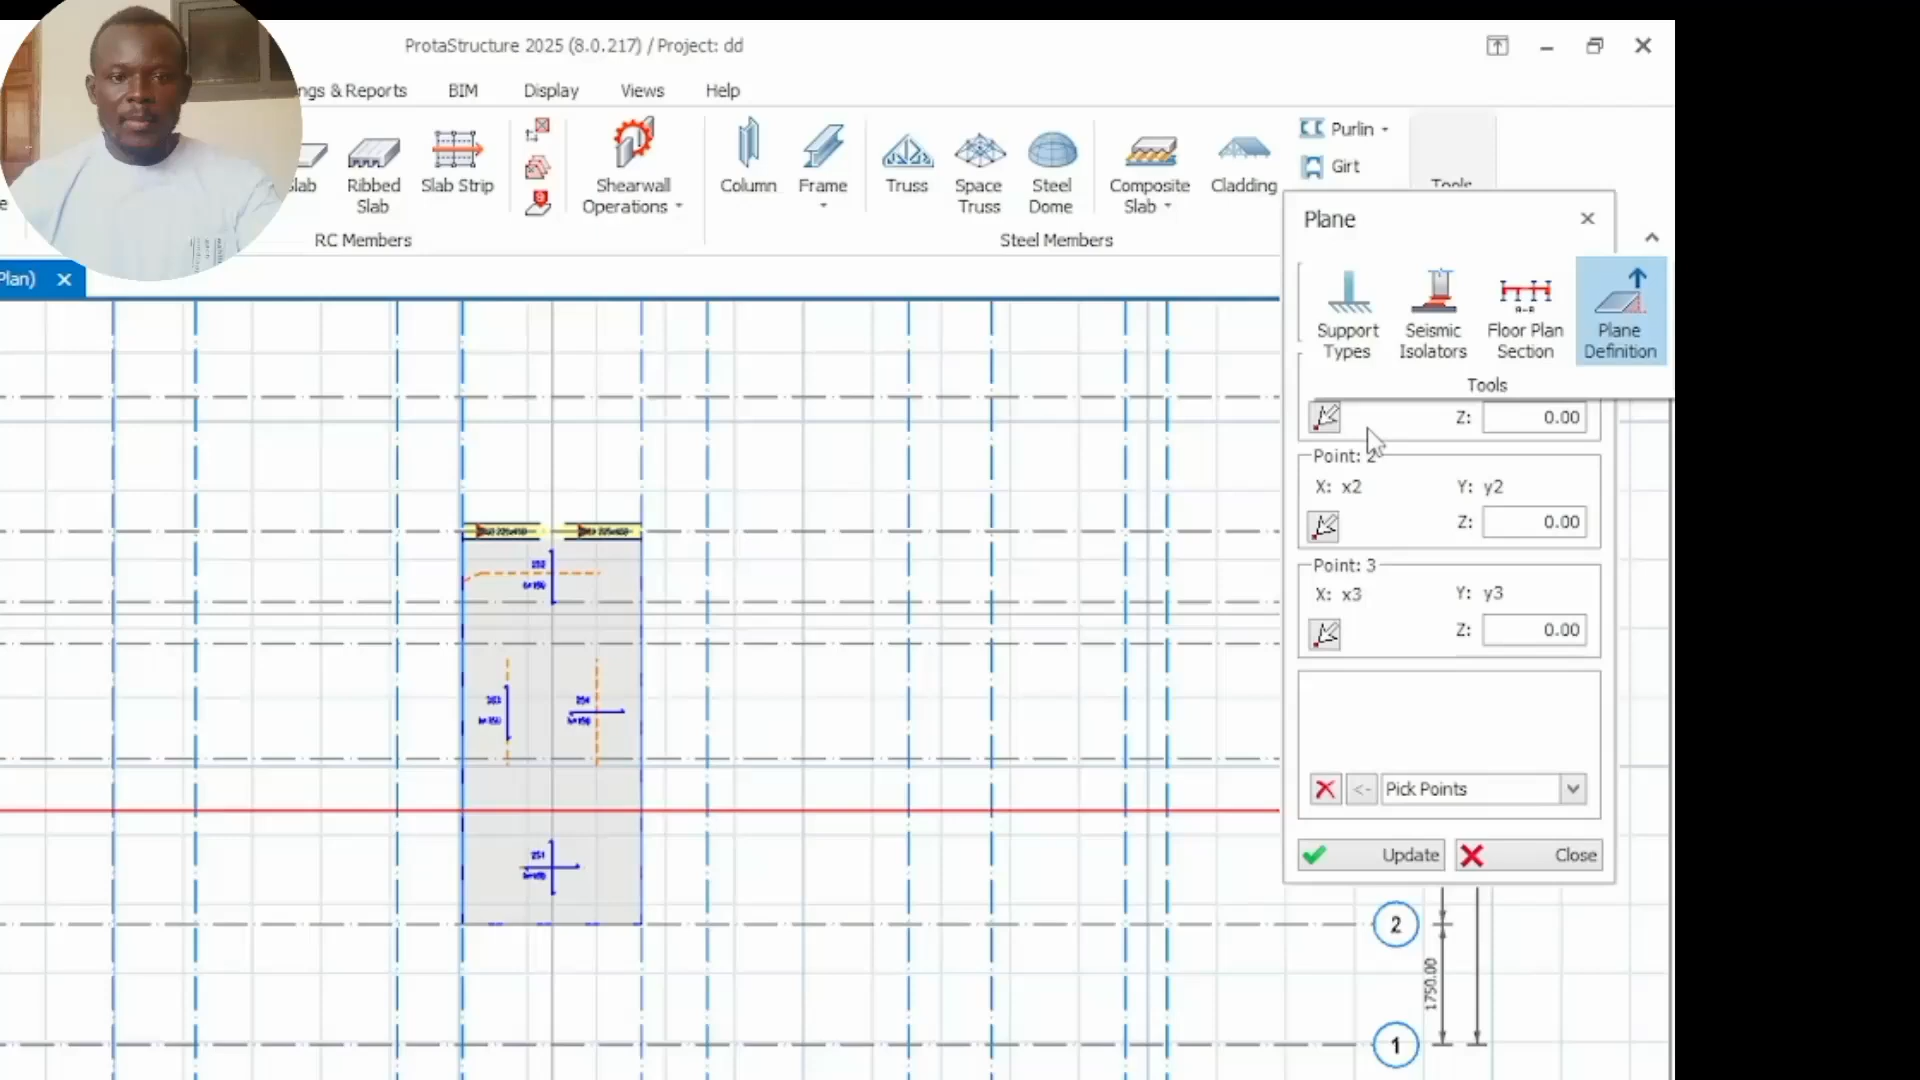 ProtaStructure 2025 (8.0.217) / Project: dd
ngs & Reports BIM Display Views Help
Slab
Ribbed Slab
Slab Strip
Shearwall Operations
Column
Frame
Truss
Space Truss
Steel Dome
Composite Slab
Cladding
Purlin
Girt
Tools
RC Members
Steel Members
Plan)
Plane
Support Types
Seismic Isolators
Floor Plan Section
Plane Definition
Tools
Z: 0.00
Point: 2
X: x2 Y: y2
Z: 0.00
Point: 3
X: x3 Y: y3
Z: 0.00
<- Pick Points
Update Close
2
1750.00
1